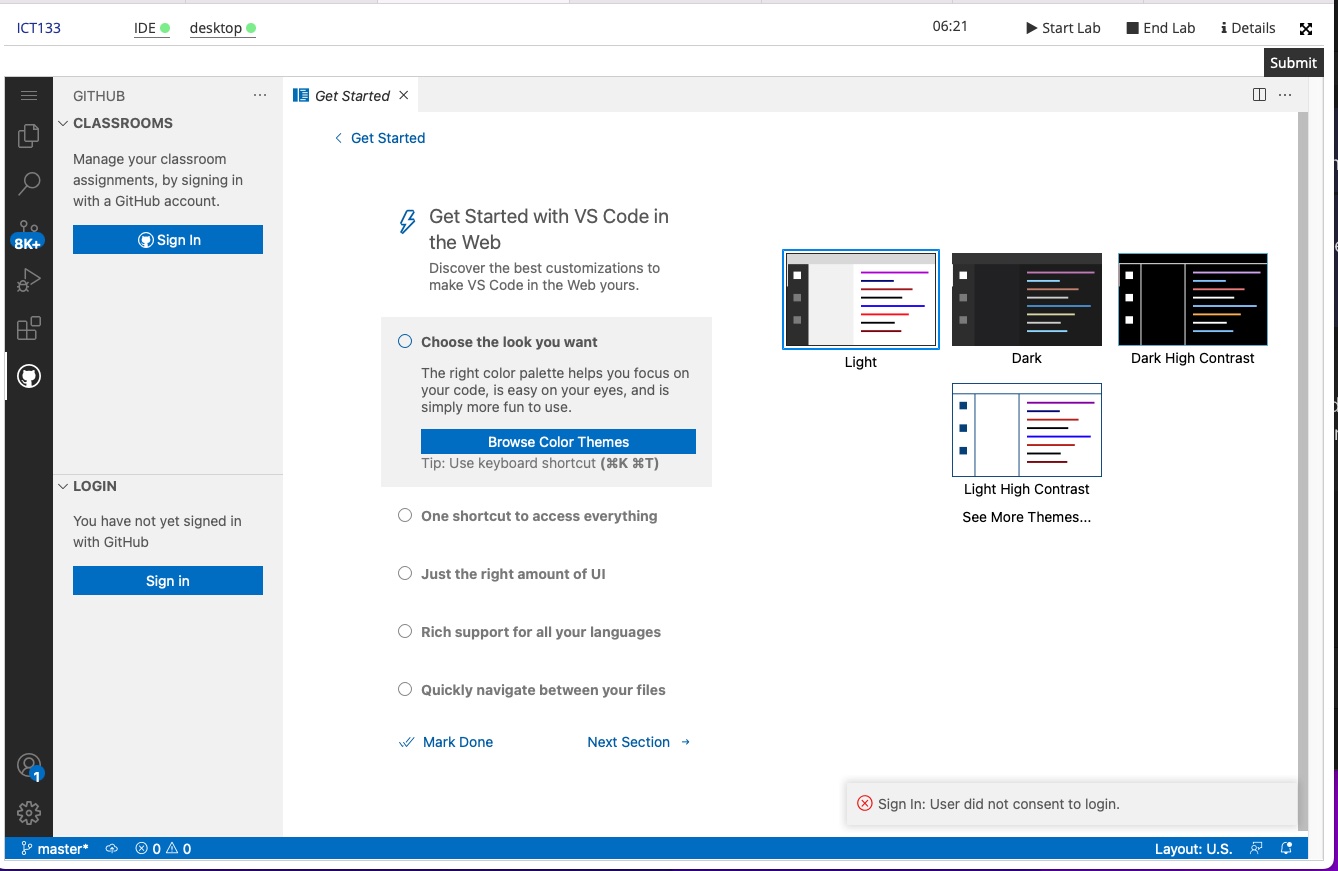 ICT133
IDE
desktop
06:21
Start Lab
End Lab
Details
Submit
GITHUB
Get Started
CLASSROOMS
Manage your classroom
assignments, by signing in
with a GitHub account.
Sign In
8K+
LOGIN
You have not yet signed in
with GitHub
Sign in
1
Get Started
Get Started with VS Code in
the Web
Discover the best customizations to
make VS Code in the Web yours.
Choose the look you want
The right color palette helps you focus on
your code, is easy on your eyes, and is
simply more fun to use.
Browse Color Themes
Tip: Use keyboard shortcut (⌘K ⌘T)
One shortcut to access everything
Just the right amount of UI
Rich support for all your languages
Quickly navigate between your files
Mark Done
Next Section
Light
Dark
Dark High Contrast
Light High Contrast
See More Themes...
Sign In: User did not consent to login.
master*
0
0
Layout: U.S.